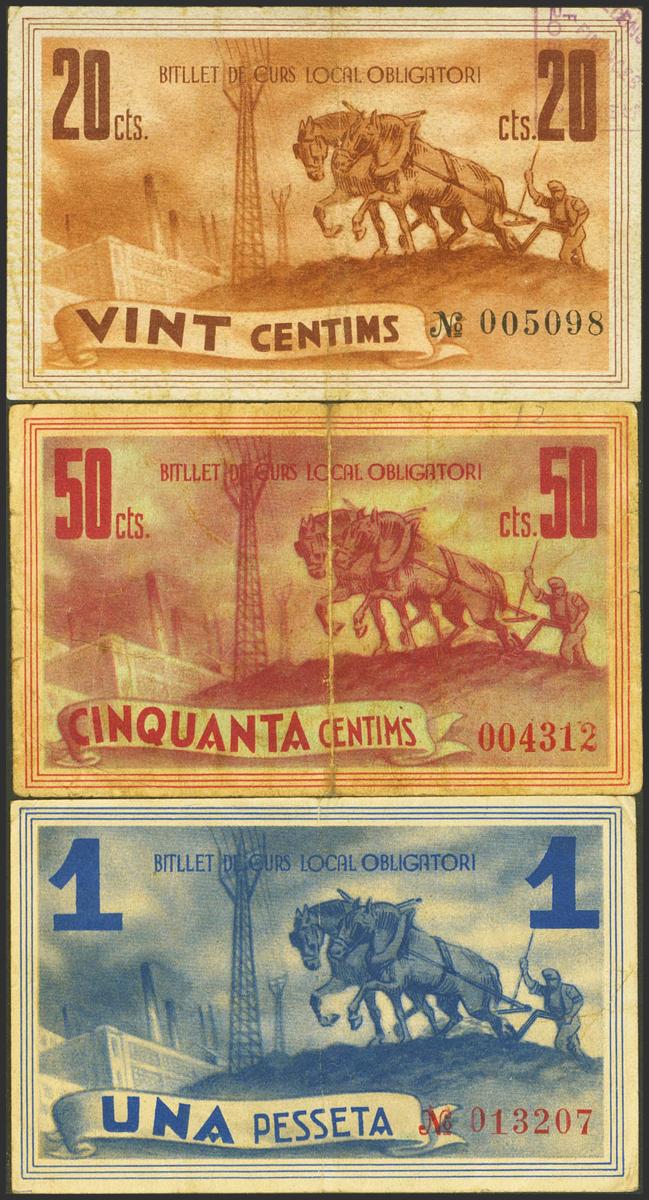 20 cts.
BITLLET DE CURS LOCAL OBLIGATORI
cts. 20
VINT CENTIMS
№ 005098
50 cts.
BITLLET DE CURS LOCAL OBLIGATORI
cts. 50
CINQUANTA CENTIMS
004312
1
BITLLET DE CURS LOCAL OBLIGATORI
1
UNA PESSETA
№ 013207